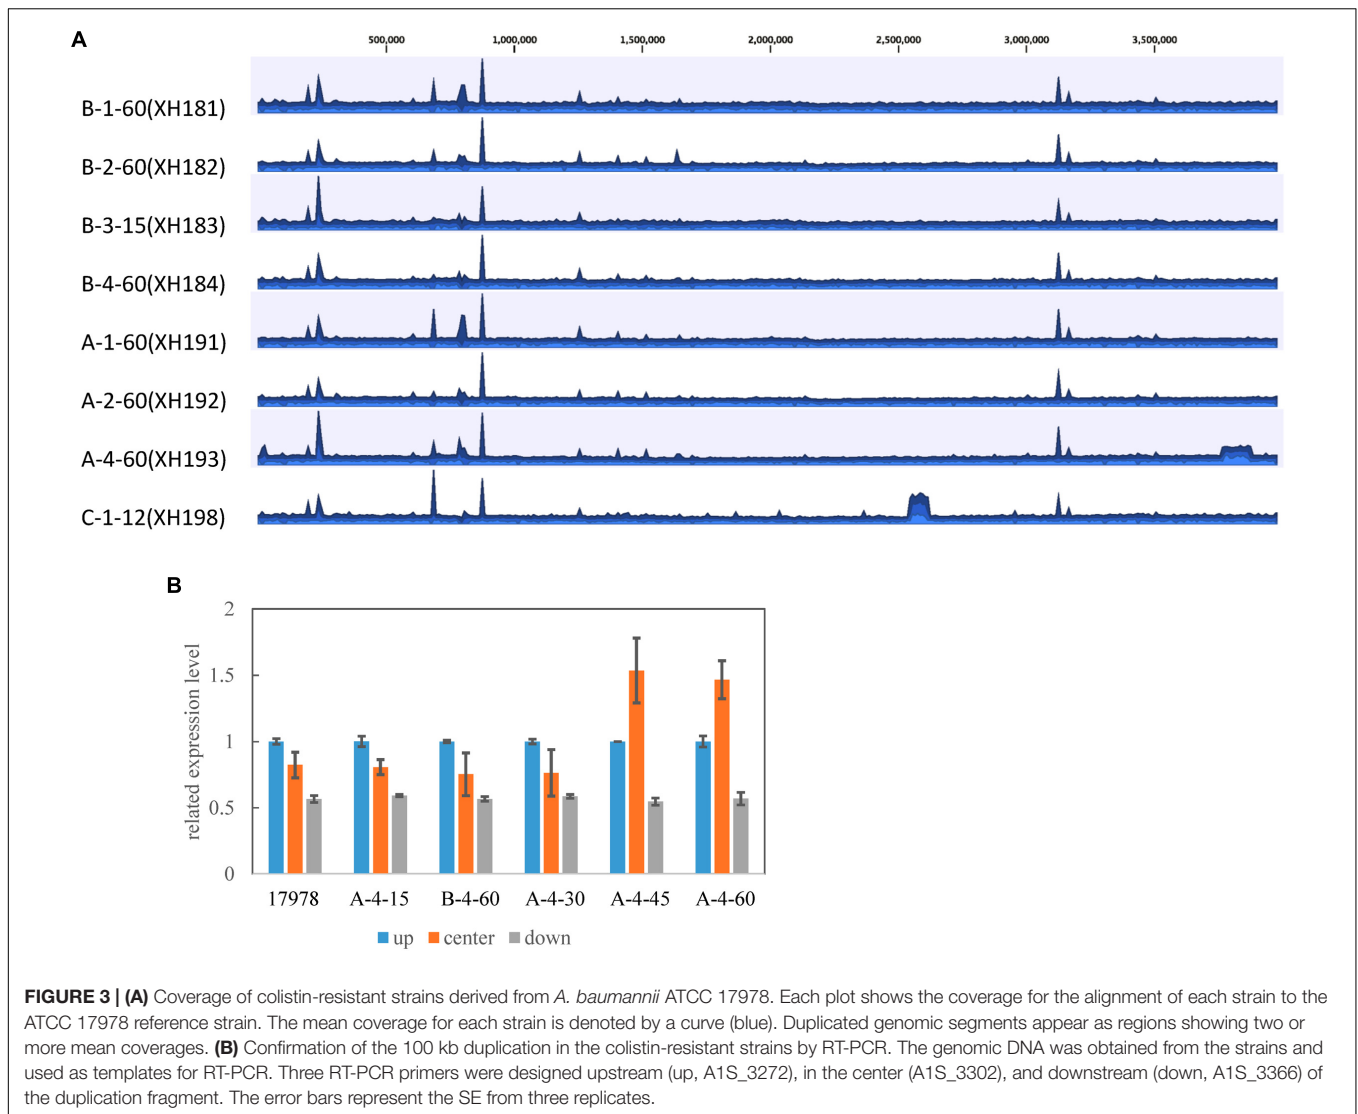 A
500,000 1,000,000 1,500,000 2,000,000 2,500,000 3,000,000 3,500,000
B-1-60(XH181)
B-2-60(XH182)
B-3-15(XH183)
B-4-60(XH184)
A-1-60(XH191)
A-2-60(XH192)
A-4-60(XH193)
C-1-12(XH198)
B
related expression level
2
1.5
1
0.5
0
17978 A-4-15 B-4-60 A-4-30 A-4-45 A-4-60
up center down
FIGURE 3 | (A) Coverage of colistin-resistant strains derived from A. baumannii ATCC 17978. Each plot shows the coverage for the alignment of each strain to the
ATCC 17978 reference strain. The mean coverage for each strain is denoted by a curve (blue). Duplicated genomic segments appear as regions showing two or
more mean coverages. (B) Confirmation of the 100 kb duplication in the colistin-resistant strains by RT-PCR. The genomic DNA was obtained from the strains and
used as templates for RT-PCR. Three RT-PCR primers were designed upstream (up, A1S_3272), in the center (A1S_3302), and downstream (down, A1S_3366) of
the duplication fragment. The error bars represent the SE from three replicates.